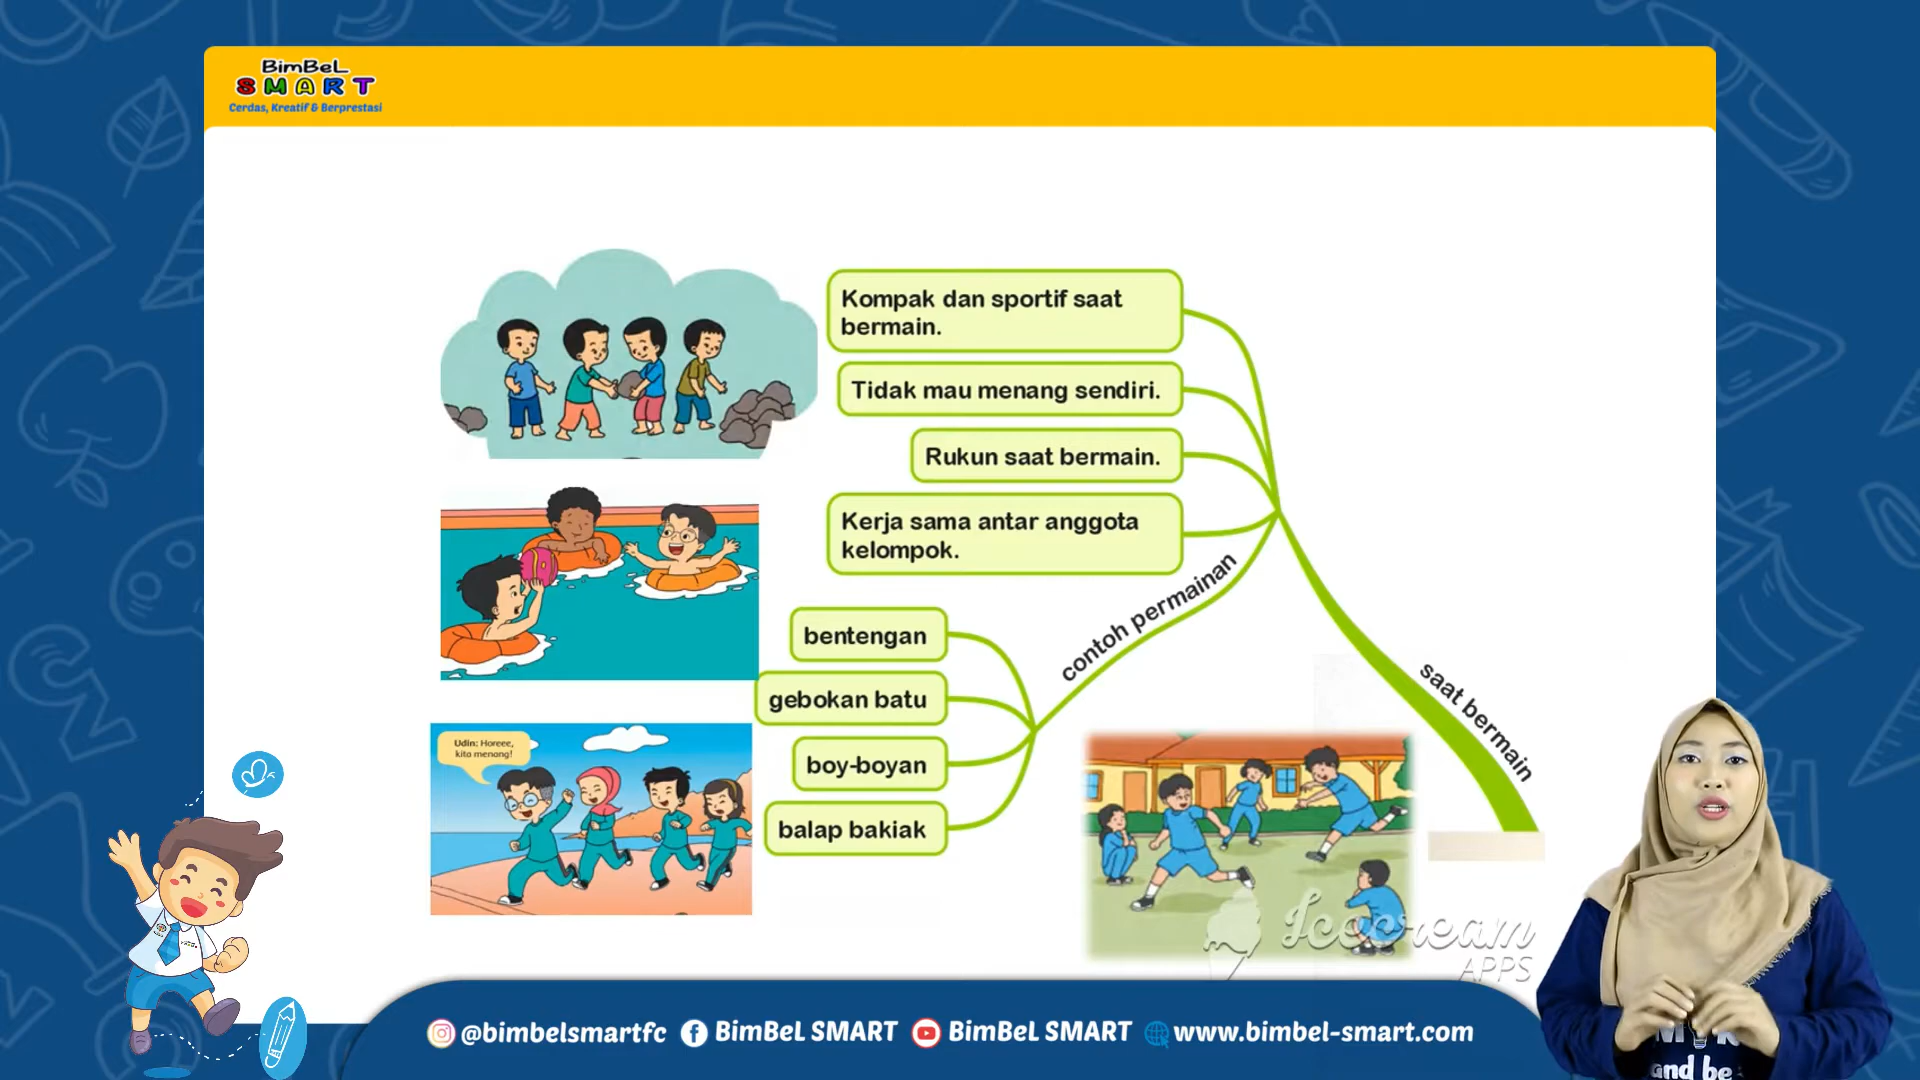 BimBeL
SMART
Cerdas, Kreatif & Berprestasi
Kompak dan sportif saat
bermain.
Tidak mau menang sendiri.
Rukun saat bermain.
Kerja sama antar anggota
kelompok.
contoh permainan
bentengan
gebokan batu
boy-boyan
balap bakiak
saat bermain
Udin: Horeee,
kita menang!
Icecream
APPS
@bimbelsmartfc BimBeL SMART BimBeL SMART www.bimbel-smart.com
and be